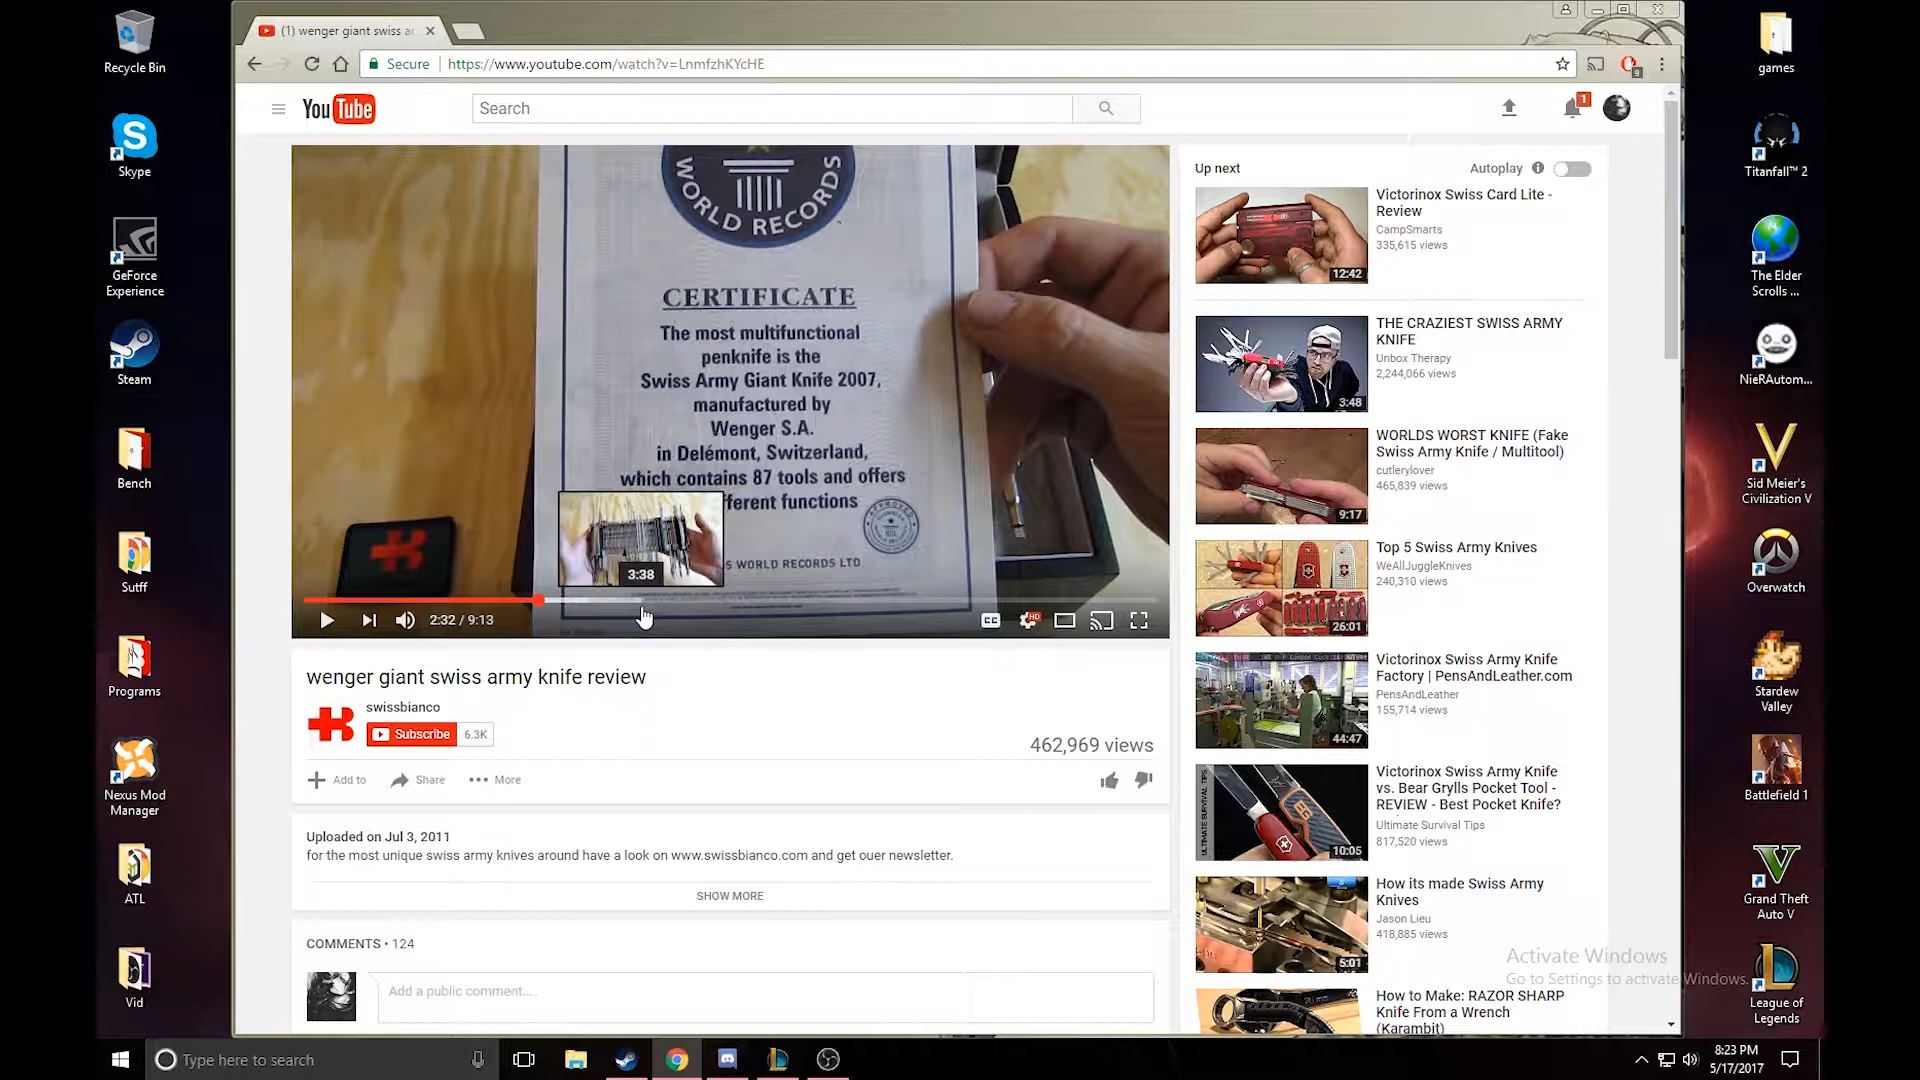 Recycle Bin
Skype
GeForce
Experience
Steam
Bench
Sutff
Programs
Nexus Mod
Manager
ATL
Vid
(1) wenger giant swiss ar
Secure
https://www.youtube.com/watch?v=LnmfzhKYcHE
9
YouTube
Search
1
WORLD RECORDS
CERTIFICATE
The most multifunctional
penknife is the
Swiss Army Giant Knife 2007,
manufactured by
Wenger S.A.
in Delémont, Switzerland,
which contains 87 tools and offers
fferent functions
APPROVED
S WORLD RECORDS LTD
3:38
2:32 / 9:13
CC
HD
wenger giant swiss army knife review
swissbianco
Subscribe 6.3K
462,969 views
Add to
Share
More
Uploaded on Jul 3, 2011
for the most unique swiss army knives around have a look on www.swissbianco.com and get ouer newsletter.
SHOW MORE
COMMENTS • 124
Add a public comment...
Up next
Autoplay
Victorinox Swiss Card Lite -
Review
CampSmarts
335,615 views
12:42
THE CRAZIEST SWISS ARMY
KNIFE
Unbox Therapy
2,244,066 views
3:48
WORLDS WORST KNIFE (Fake
Swiss Army Knife / Multitool)
cutlerylover
465,839 views
9:17
Top 5 Swiss Army Knives
WeAllJuggleKnives
240,310 views
26:01
Victorinox Swiss Army Knife
Factory | PensAndLeather.com
PensAndLeather
155,714 views
44:47
Victorinox Swiss Army Knife
vs. Bear Grylls Pocket Tool -
REVIEW - Best Pocket Knife?
Ultimate Survival Tips
817,520 views
ULTIMATE SURVIVAL TIPS
10:05
How its made Swiss Army
Knives
Jason Lieu
418,885 views
5:01
How to Make: RAZOR SHARP
Knife From a Wrench
(Karambit)
Activate Windows
Go to Settings to activate Windows.
games
Titanfall™ 2
The Elder
Scrolls ...
NieRAutom...
Sid Meier's
Civilization V
Overwatch
Stardew
Valley
Battlefield 1
Grand Theft
Auto V
League of
Legends
Type here to search
8:23 PM
5/17/2017